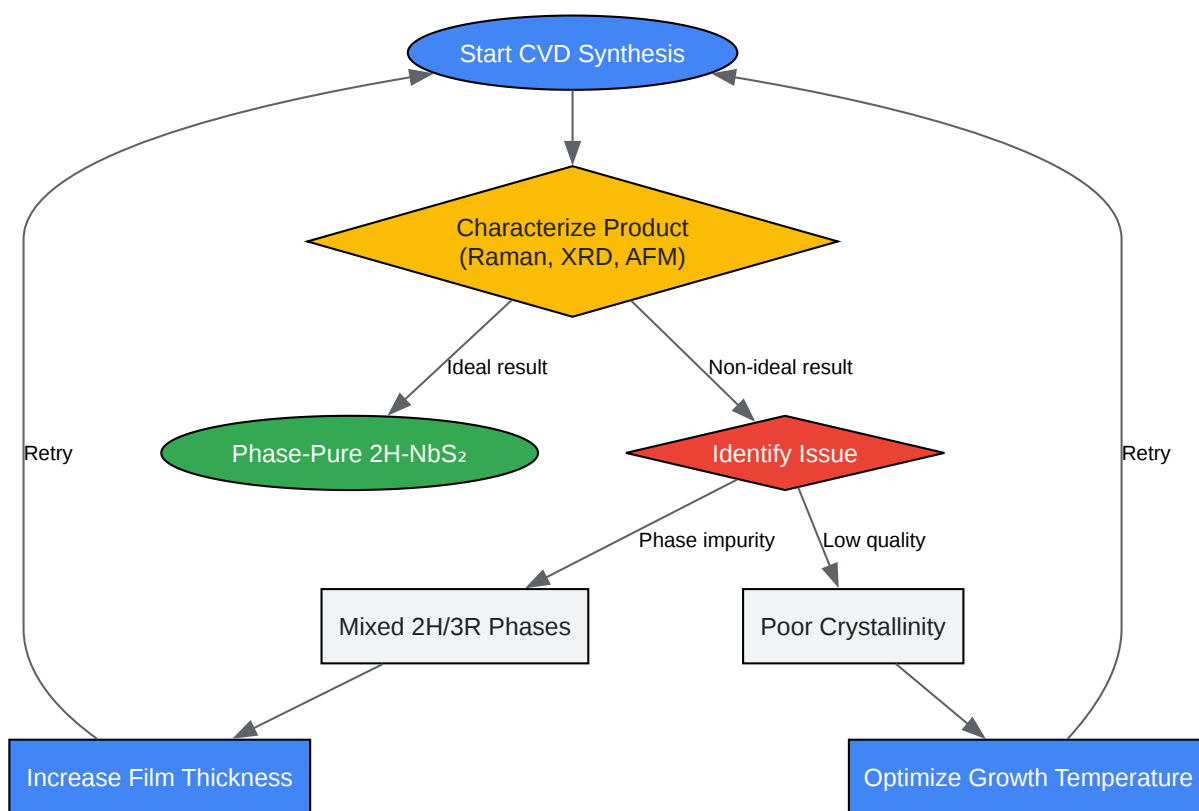 Start CVD Synthesis
Characterize Product
(Raman, XRD, AFM)
Ideal result
Non-ideal result
Retry
Phase-Pure 2H-NbS₂
Identify Issue
Retry
Phase impurity
Low quality
Mixed 2H/3R Phases
Poor Crystallinity
Increase Film Thickness
Optimize Growth Temperature